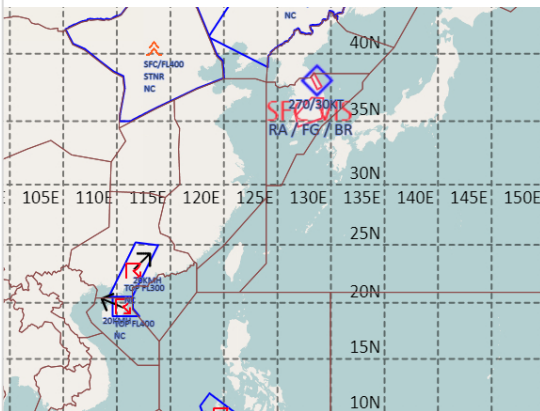 NC
40N
SFC/FL400
STNR
NC
270/30KT
SFC VIS
35N
RA / FG / BR
30N
105E 110E 115E 120E 125E 130E 135E 140E 145E 150E
25N
TOP FL300
20N
20KMH
TOP FL400
NC
15N
10N